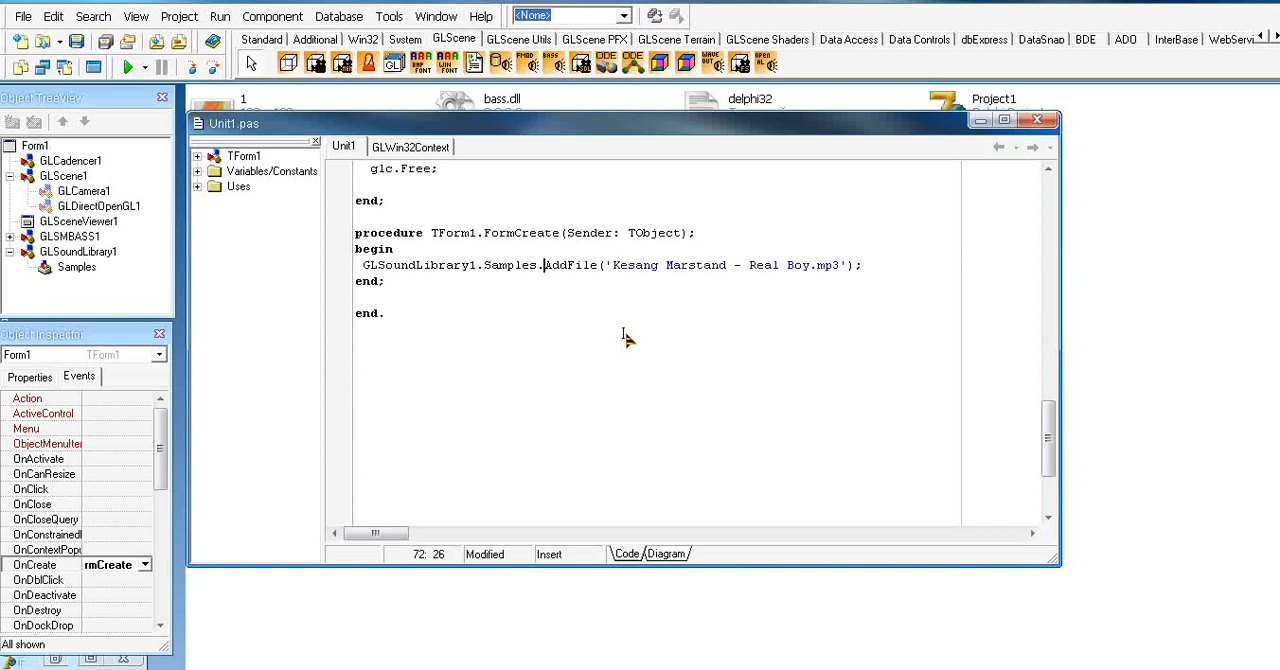 File Edit Search View Project Run Component Database Tools Window Help <None>
Standard Additional Win32 System GLScene GLScene Utils GLScene PFX GLScene Terrain GLScene Shaders Data Access Data Controls dbExpress DataSnap BDE ADO InterBase WebServi
Object TreeView
Form1
GLCadencer1
GLScene1
GLCamera1
GLDirectOpenGL1
GLSceneViewer1
GLSMBASS1
GLSoundLibrary1
Samples
1
bass.dll
delphi32
Project1
Unit1.pas
TForm1
Variables/Constants
Uses
Unit1 GLWin32Context
glc.Free;
end;
procedure TForm1.FormCreate(Sender: TObject);
begin
GLSoundLibrary1.Samples.AddFile('Kesang Marstand - Real Boy.mp3');
end;
end.
72: 26 Modified Insert Code Diagram
Object Inspector
Form1 TForm1
Properties Events
Action
ActiveControl
Menu
ObjectMenuIter
OnActivate
OnCanResize
OnClick
OnClose
OnCloseQuery
OnConstrained
OnContextPop
OnCreate rmCreate
OnDblClick
OnDeactivate
OnDestroy
OnDockDrop
All shown